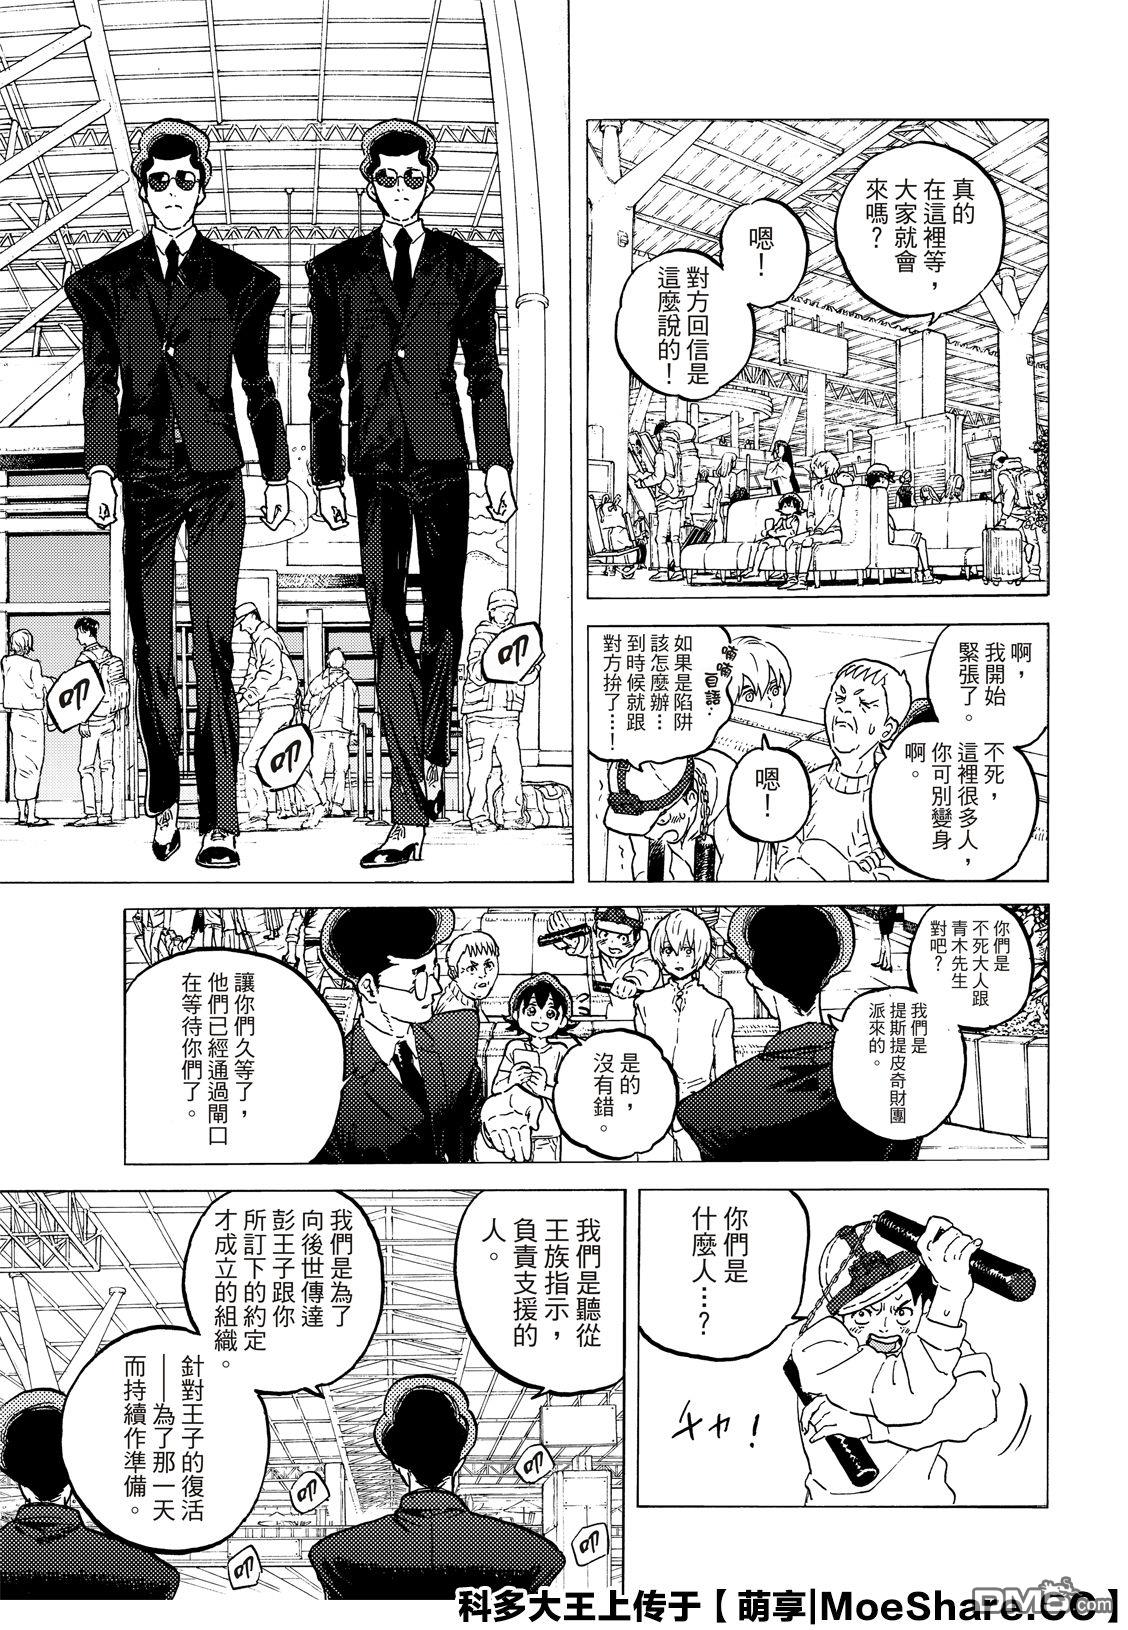 真的
在這裡等，
大家就會
來嗎？
嗯！
對方回信是
這麼說的！
啊，
我開始
緊張了。
不死，
這裡很多人，
你可別變身
啊。
嗯！
喃喃自語…
如果是陷阱
該怎麼辦…
到時候就跟
對方拚了……！
叩
叩
叩
你們是
不死大人跟
青木先生
對吧？
我們是
提斯提皮奇財團
派來的。
是的，
沒有錯。
讓你們久等了，
他們已經通過閘口
在等待你們了。
你們是
什麼人…？
キャ！
我們是聽從
王族指示，
負責支援的
人。
我們是為了
向後世傳達
彭王子跟你
所訂下的約定
才成立的組織。
針對王子的復活
——為了那一天
而持續作準備。
叩
叩
叩
叩
科多大王上传于【萌享|MoeShare.CC】
DM5.com